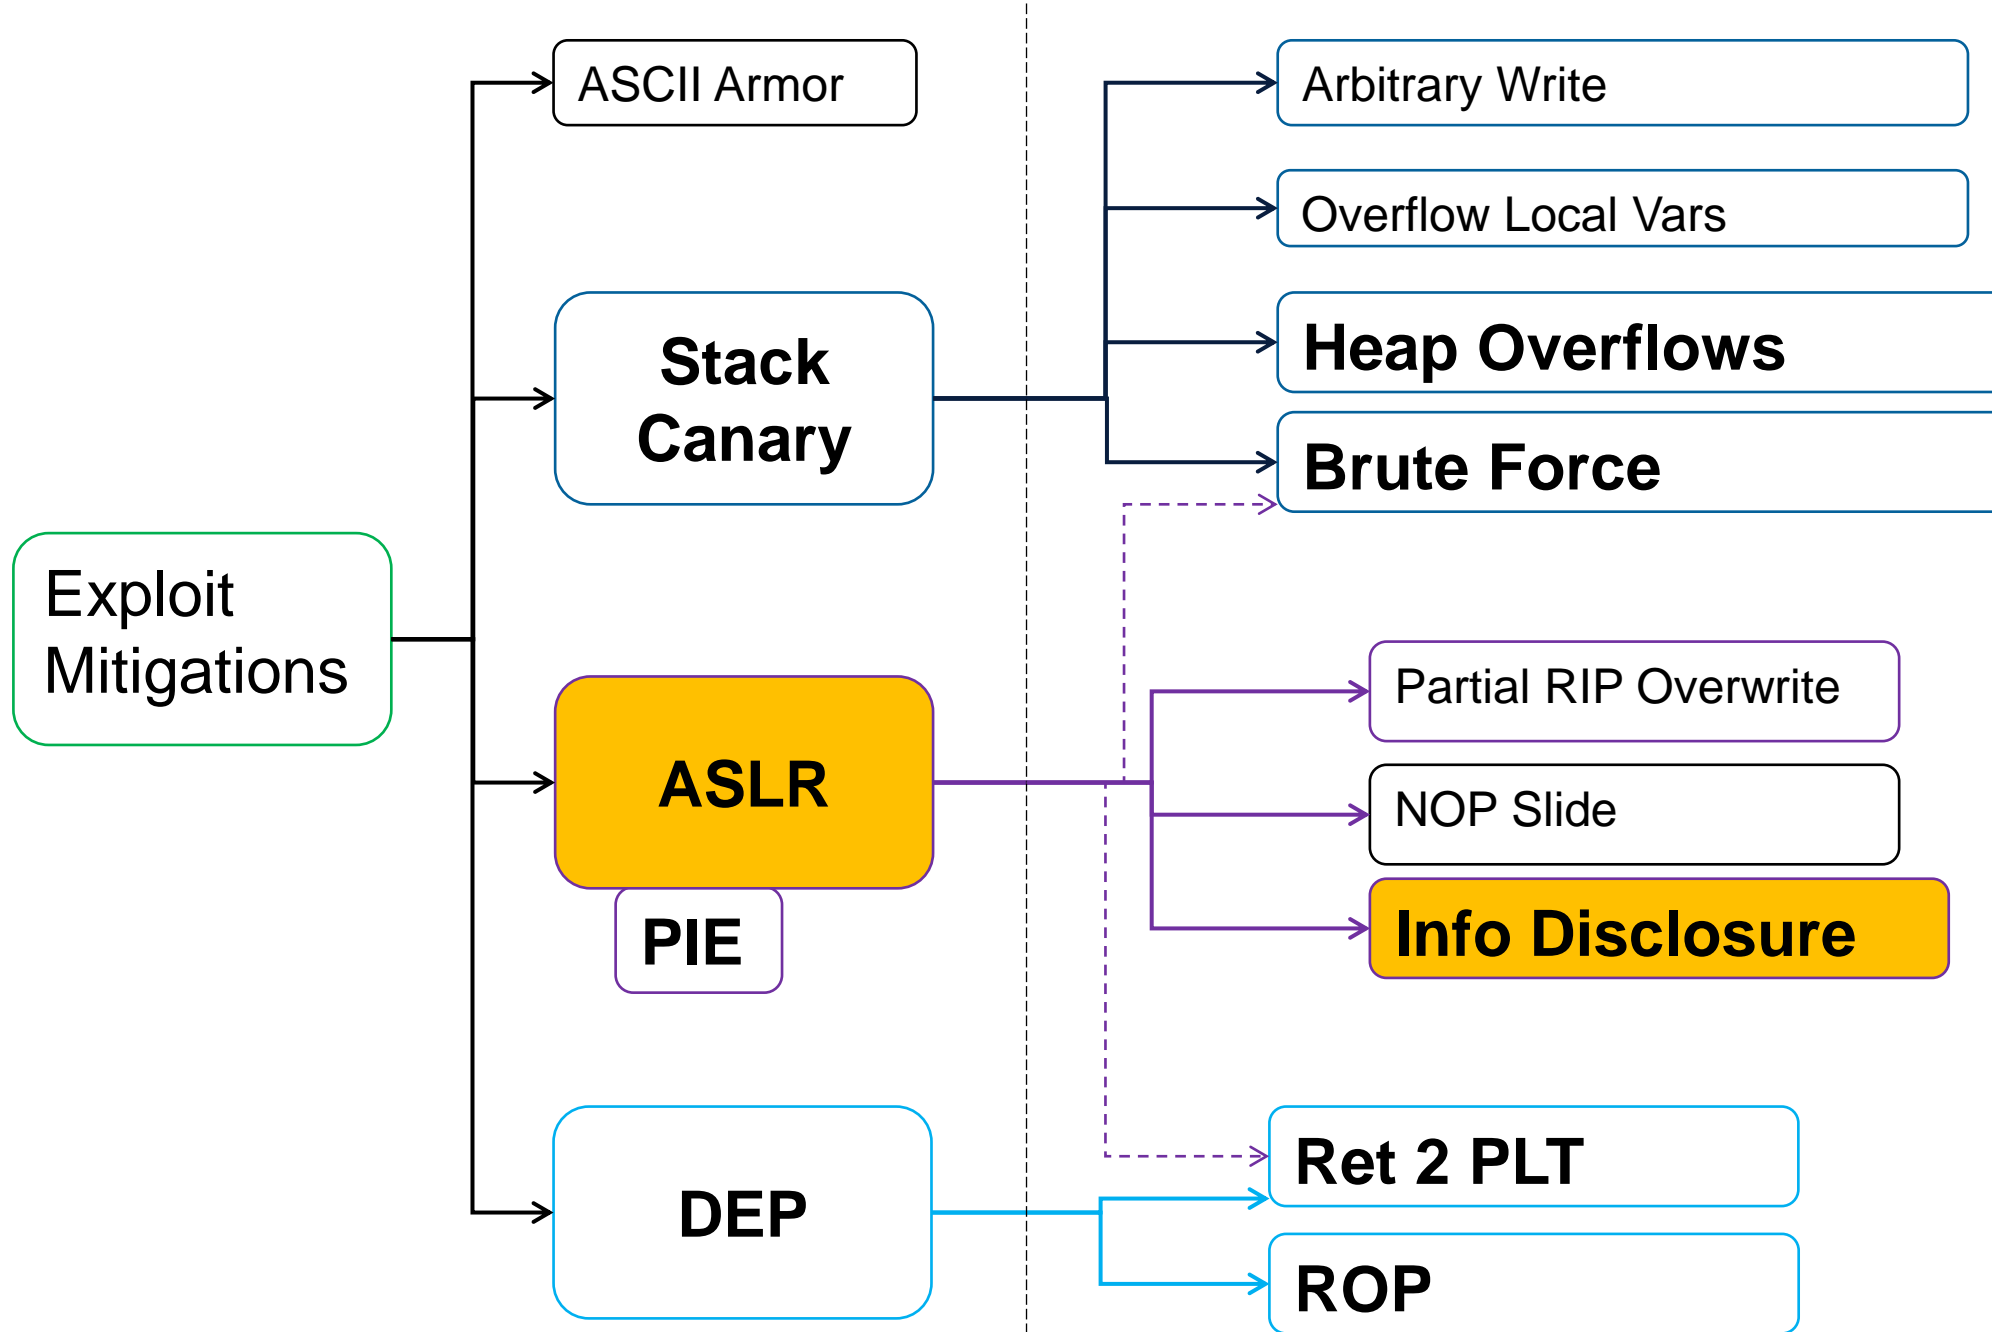 ASCII Armor
Arbitrary Write
Overflow Local Vars
Stack
Canary
Heap Overflows
Brute Force
Exploit
Mitigations
ASLR
PIE
Partial RIP Overwrite
NOP Slide
Info Disclosure
DEP
Ret 2 PLT
ROP